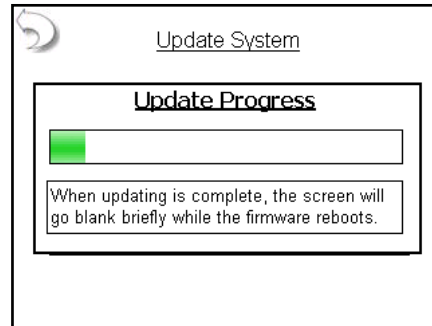 Update System
Update Progress
When updating is complete, the screen will
go blank briefly while the firmware reboots.